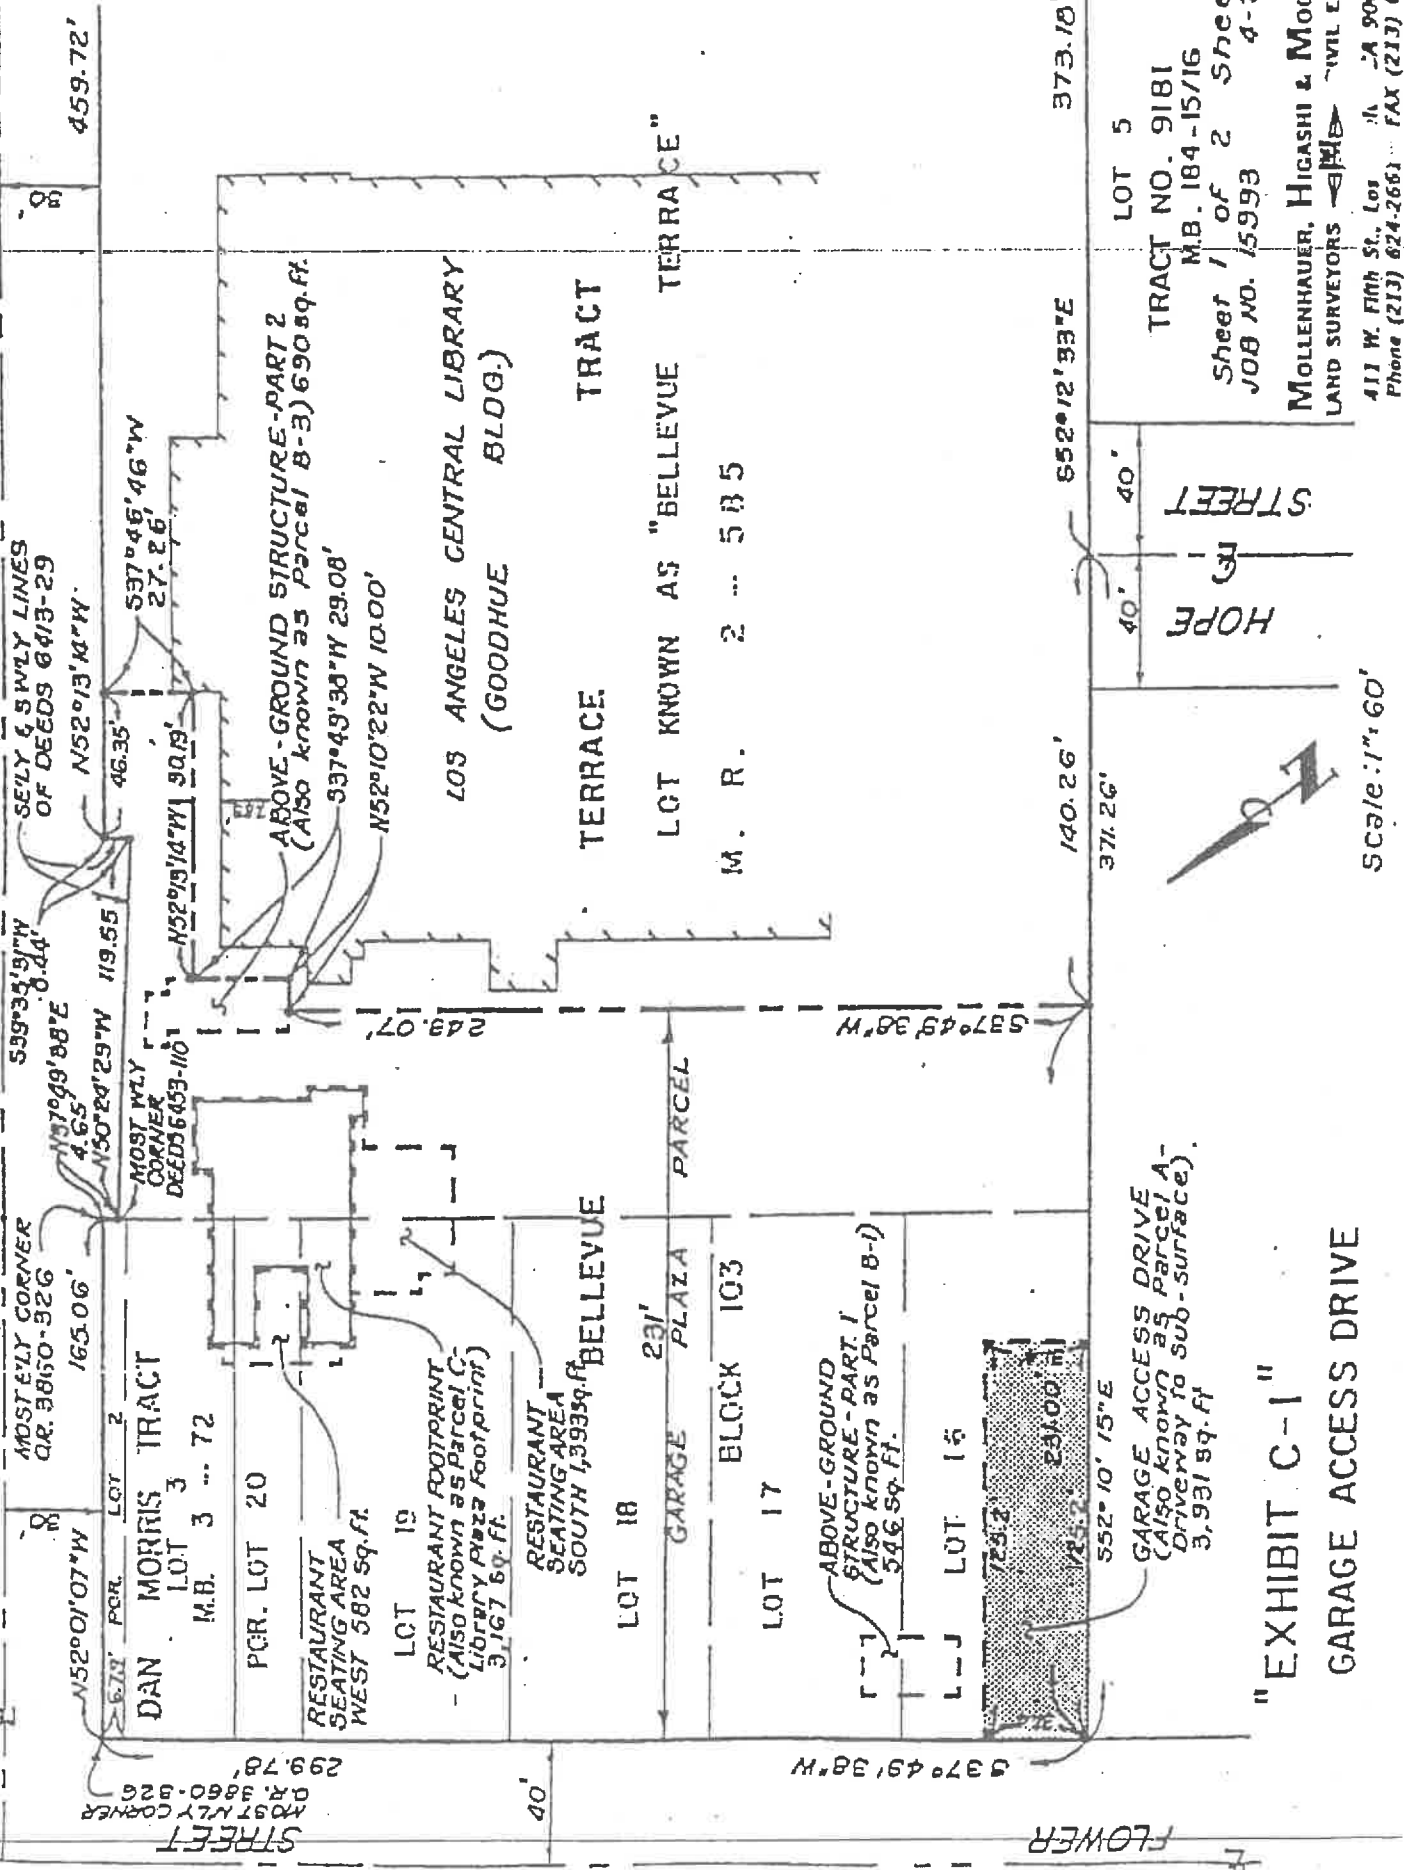 MOST N'LY CORNER
O.R. 3860-326
N52°01'07"W
30'
MOST E'LY CORNER
O.R. 3860-326
165.06'
N37°49'38"E
4.65'
N50°24'29"W 119.55
S39°35'31"W
0.44'
SE'LY & SW'LY LINES
OF DEEDS 6413-29
N52°13'14"W
46.35'
S37°46'46"W
27.26'
30'
459.72'
6.79' POR. LOT 2
DAN MORRIS TRACT
LOT 3
M.B. 3 -- 72
MOST W'LY
CORNER
DEEDS 6453-110
N52°13'14"W 90.19'
ABOVE-GROUND STRUCTURE-PART 2
(Also known as Parcel B-3) 690 sq.ft.
S37°49'38"W 29.08'
N52°10'22"W 10.00'
POR. LOT 20
RESTAURANT
SEATING AREA
WEST 582 sq.ft.
LOT 19
RESTAURANT FOOTPRINT
(Also known as Parcel C-
Library Plaza Footprint)
3,167 sq.ft.
RESTAURANT
SEATING AREA
SOUTH 1,393 sq.ft.
LOS ANGELES CENTRAL LIBRARY
(GOODHUE BLDG.)
BELLEVUE TERRACE TRACT
LOT KNOWN AS "BELLEVUE TERRACE"
M. R. 2 -- 585
299.78'
STREET
40'
FLOWER
S37°49'38"W
243.07'
S37°49'38"W
LOT 18
231'
GARAGE PLAZA PARCEL
BLOCK 103
LOT 17
ABOVE-GROUND
STRUCTURE-PART 1
(Also known as Parcel B-1)
546 sq.ft.
LOT 16
125.2'
125.2'
231.00'
S52°10'15"E
GARAGE ACCESS DRIVE
(Also known as Parcel A-
Driveway to sub-surface).
3,931 sq.ft
140.26'
371.26'
S52°12'33"E
373.18'
40'
40'
HOPE STREET
LOT 5
TRACT NO. 9181
M.B. 184-15/16
Sheet 1 of 2 Shee
JOB NO. 15993
MOLLENHAUER, HIGASHI & Moo
LAND SURVEYORS
411 W. Fifth St., Los
Phone (213) 624-2661 FAX (213)
Scale: 1"=60'
"EXHIBIT C-1"
GARAGE ACCESS DRIVE